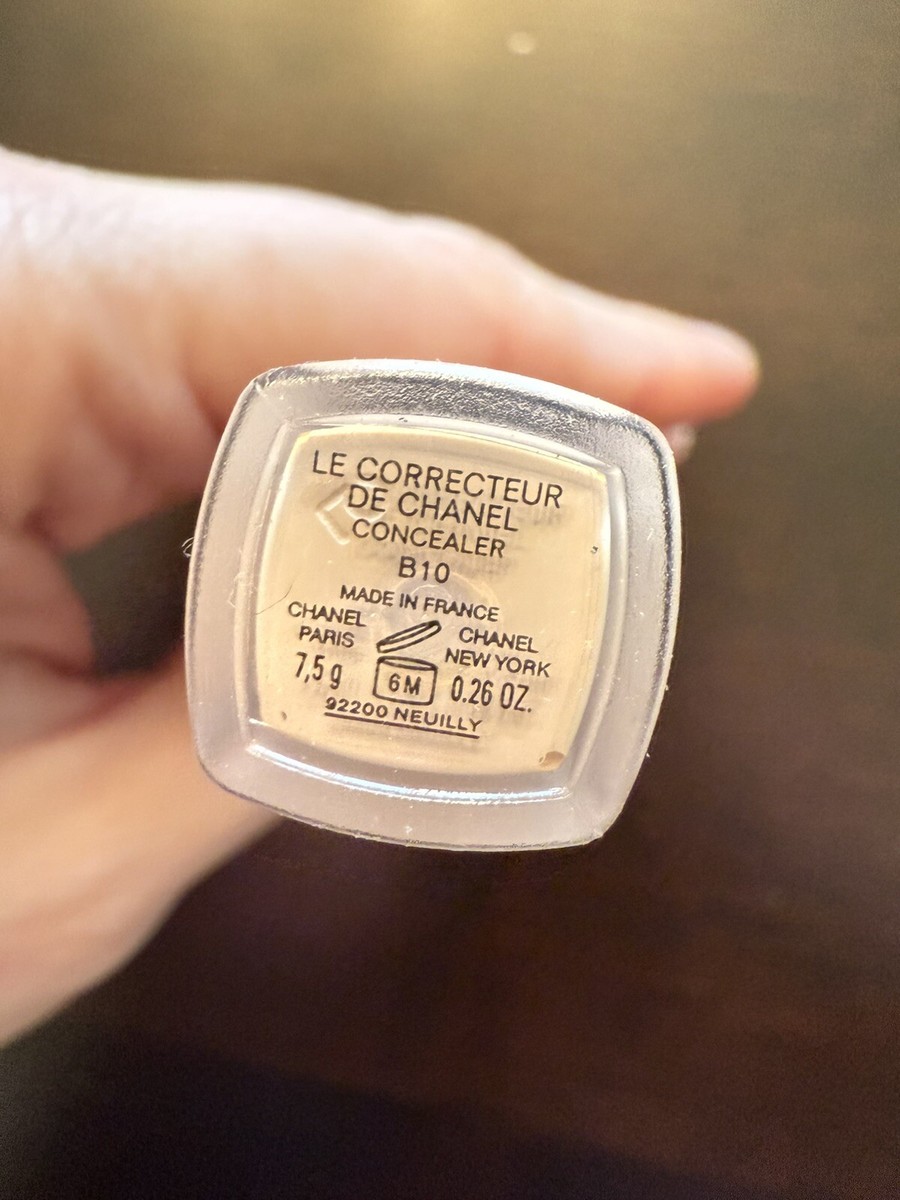 LE CORRECTEUR
DE CHANEL
CONCEALER
B10
MADE IN FRANCE
CHANEL
PARIS
CHANEL
NEW YORK
7,5 g
6M
0.26 OZ.
92200 NEUILLY